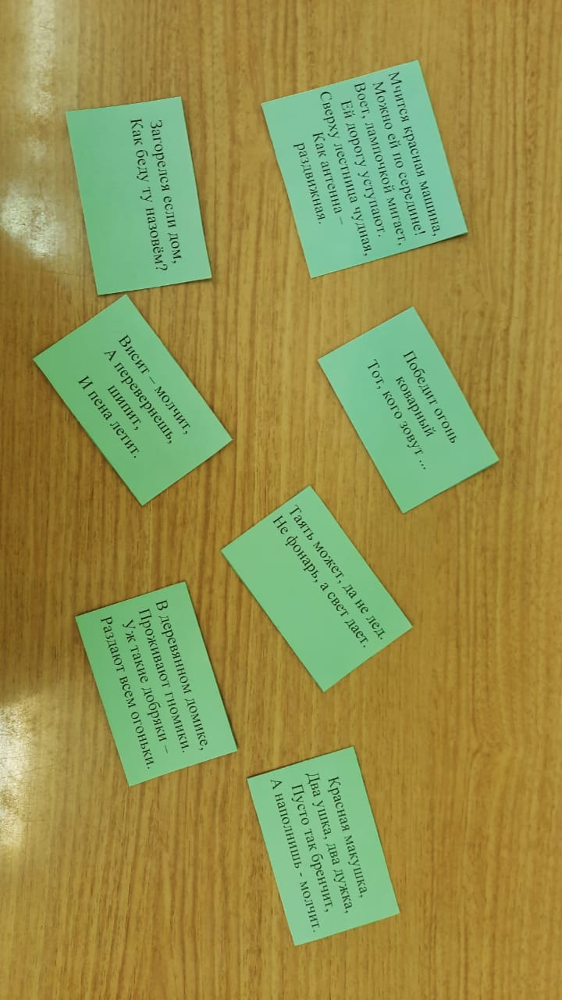 Мчится красная машина,
Можно ей по середине!
Воет, лампочкой мигает,
Ей дорогу уступают.
Сверху лестница чудная,
Как антенна –
раздвижная.
Загорелся если дом,
Как беду ту назовём?
Победит огонь
коварный
Тот, кого зовут ...
Висит – молчит,
А перевернешь,
шипит,
И пена летит.
Таять может, да не лед.
Не фонарь, а свет дает.
В деревянном домике,
Проживают гномики.
Уж такие добряки –
Раздают всем огоньки.
Красная макушка,
Два ушка, два дужка,
Пусто так бренчит,
А наполнишь - молчит.